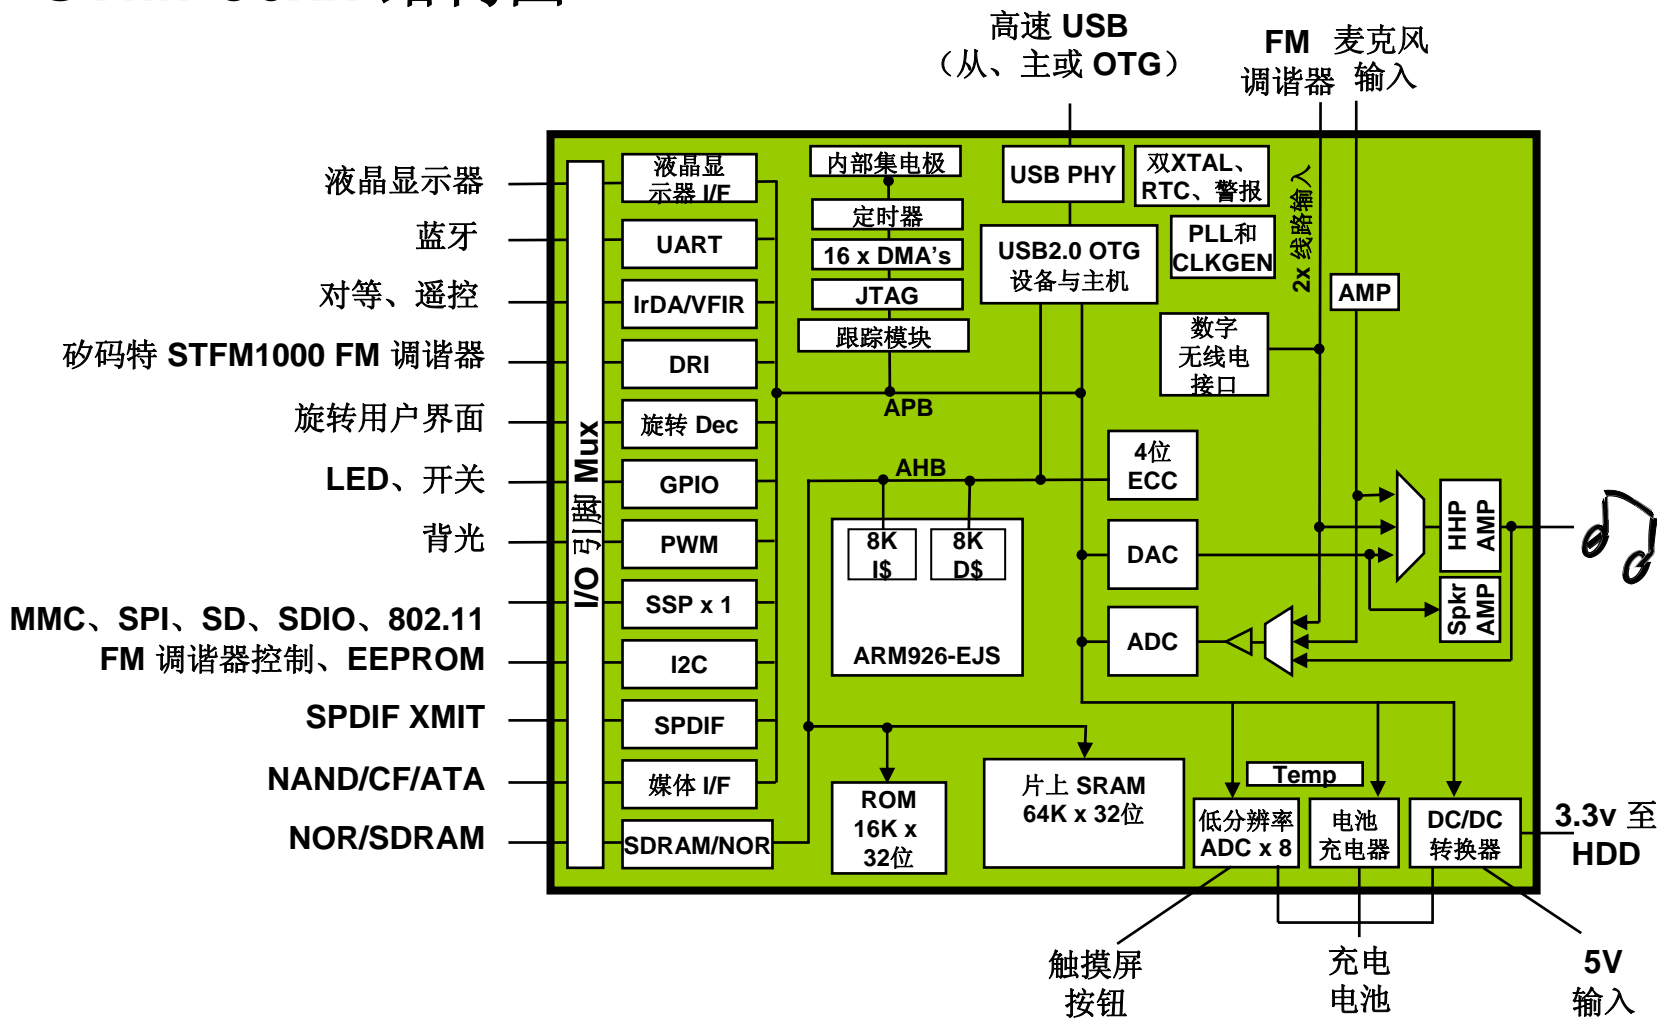 高速 USB
（从、主或 OTG）
FM
调谐器
麦克风
输入
液晶显示器
蓝牙
对等、遥控
矽码特 STFM1000 FM 调谐器
旋转用户界面
LED、开关
背光
MMC、SPI、SD、SDIO、802.11
FM 调谐器控制、EEPROM
SPDIF XMIT
NAND/CF/ATA
NOR/SDRAM
I/O 引脚 Mux
液晶显
示器 I/F
UART
IrDA/VFIR
DRI
旋转 Dec
GPIO
PWM
SSP x 1
I2C
SPDIF
媒体 I/F
SDRAM/NOR
内部集电极
定时器
16 x DMA's
JTAG
跟踪模块
APB
AHB
USB PHY
USB2.0 OTG
设备与主机
双XTAL、
RTC、警报
PLL和
CLKGEN
2x 线路输入
AMP
数字
无线电
接口
4位
ECC
8K
I$
8K
D$
ARM926-EJS
DAC
ADC
HHP
AMP
Spkr
AMP
ROM
16K x
32位
片上 SRAM
64K x 32位
Temp
低分辨率
ADC x 8
电池
充电器
DC/DC
转换器
3.3v 至
HDD
触摸屏
按钮
充电
电池
5V
输入